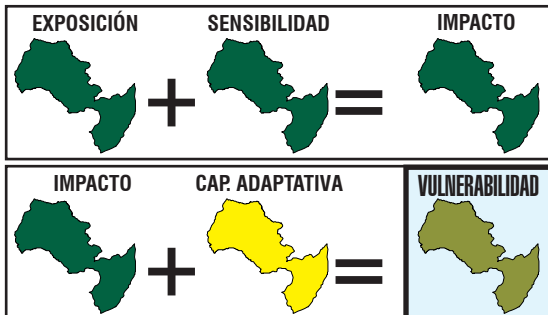 EXPOSICIÓN SENSIBILIDAD IMPACTO
+ =
IMPACTO CAP. ADAPTATIVA VULNERABILIDAD
+ =